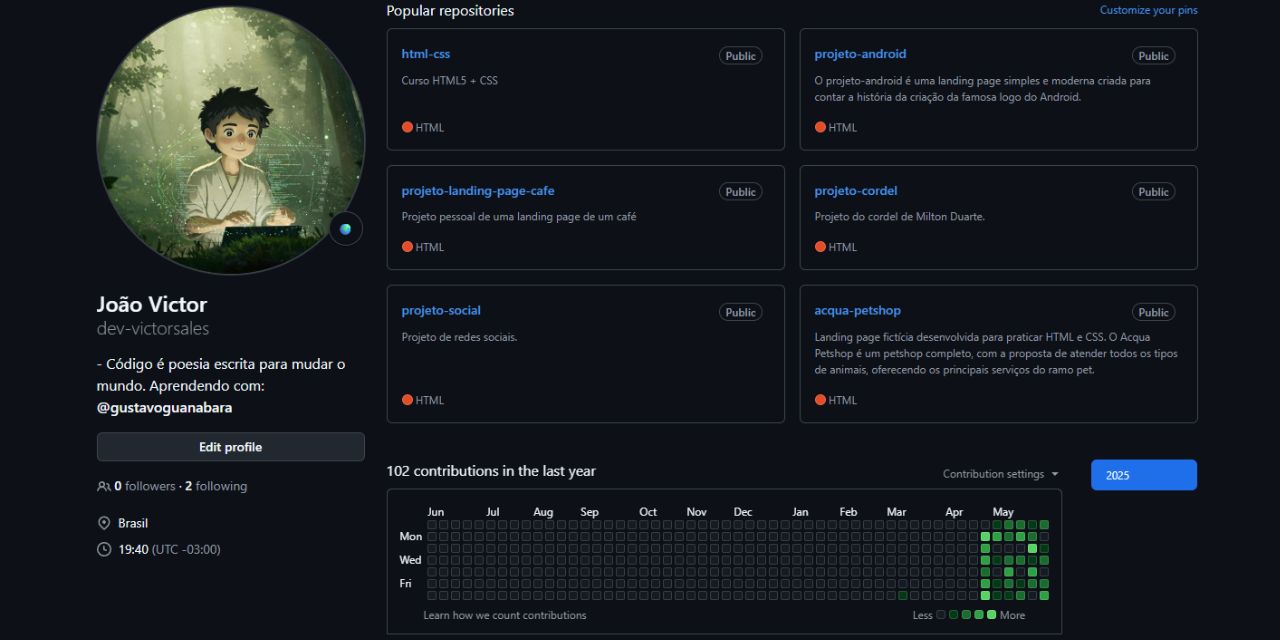 João Victor
dev-victorsales
- Código é poesia escrita para mudar o
mundo. Aprendendo com:
@gustavoguanabara
Edit profile
0 followers · 2 following
Brasil
19:40 (UTC -03:00)
Popular repositories
Customize your pins
html-css
Public
Curso HTML5 + CSS
HTML
projeto-android
Public
O projeto-android é uma landing page simples e moderna criada para
contar a história da criação da famosa logo do Android.
HTML
projeto-landing-page-cafe
Public
Projeto pessoal de uma landing page de um café
HTML
projeto-cordel
Public
Projeto do cordel de Milton Duarte.
HTML
projeto-social
Public
Projeto de redes sociais.
HTML
acqua-petshop
Public
Landing page fictícia desenvolvida para praticar HTML e CSS. O Acqua
Petshop é um petshop completo, com a proposta de atender todos os tipos
de animais, oferecendo os principais serviços do ramo pet.
HTML
102 contributions in the last year
Contribution settings
2025
Jun Jul Aug Sep Oct Nov Dec Jan Feb Mar Apr May
Mon
Wed
Fri
Learn how we count contributions
Less More